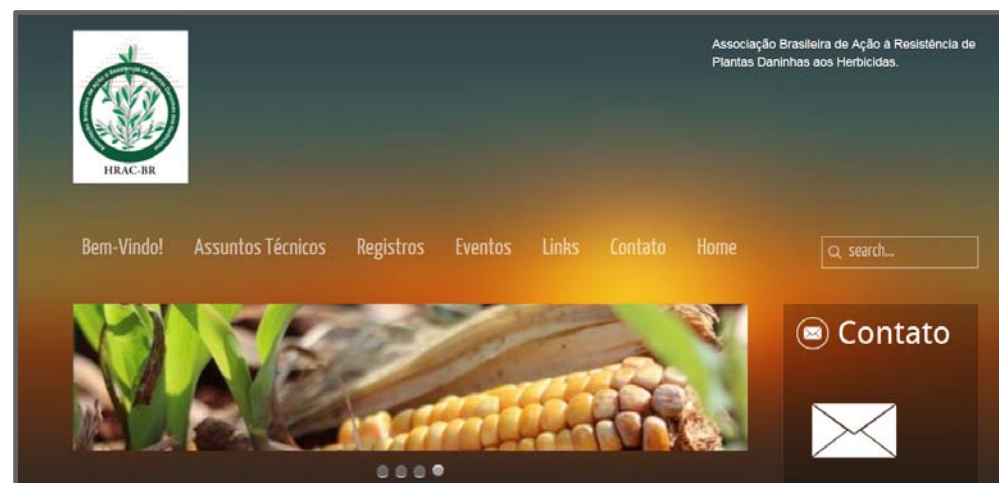 Associação Brasileira de Ação à Resistência de
Plantas Daninhas aos Herbicidas.
HRAC-BR
Bem-Vindo!
Assuntos Técnicos
Registros
Eventos
Links
Contato
Home
search...
Contato